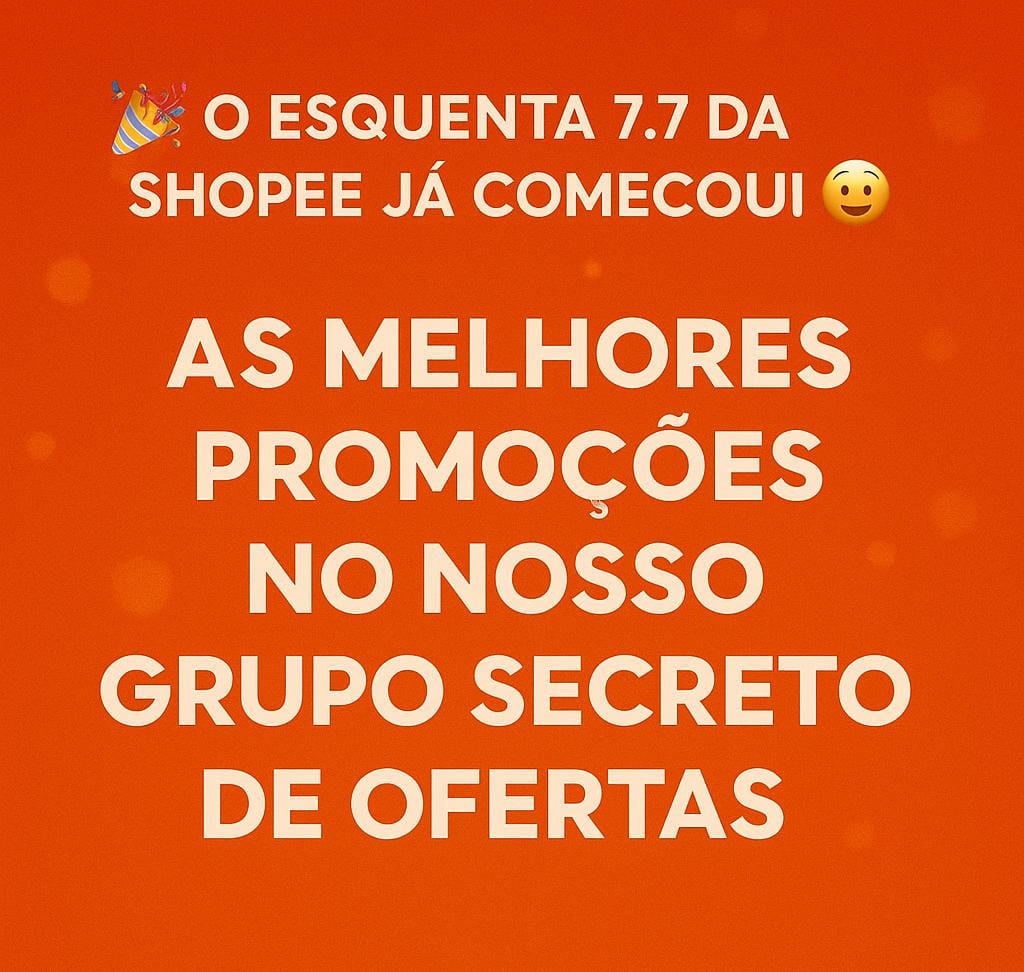 🎉 O ESQUENTA 7.7 DA
SHOPEE JÁ COMECOUI 😉
AS MELHORES
PROMOÇÕES
NO NOSSO
GRUPO SECRETO
DE OFERTAS